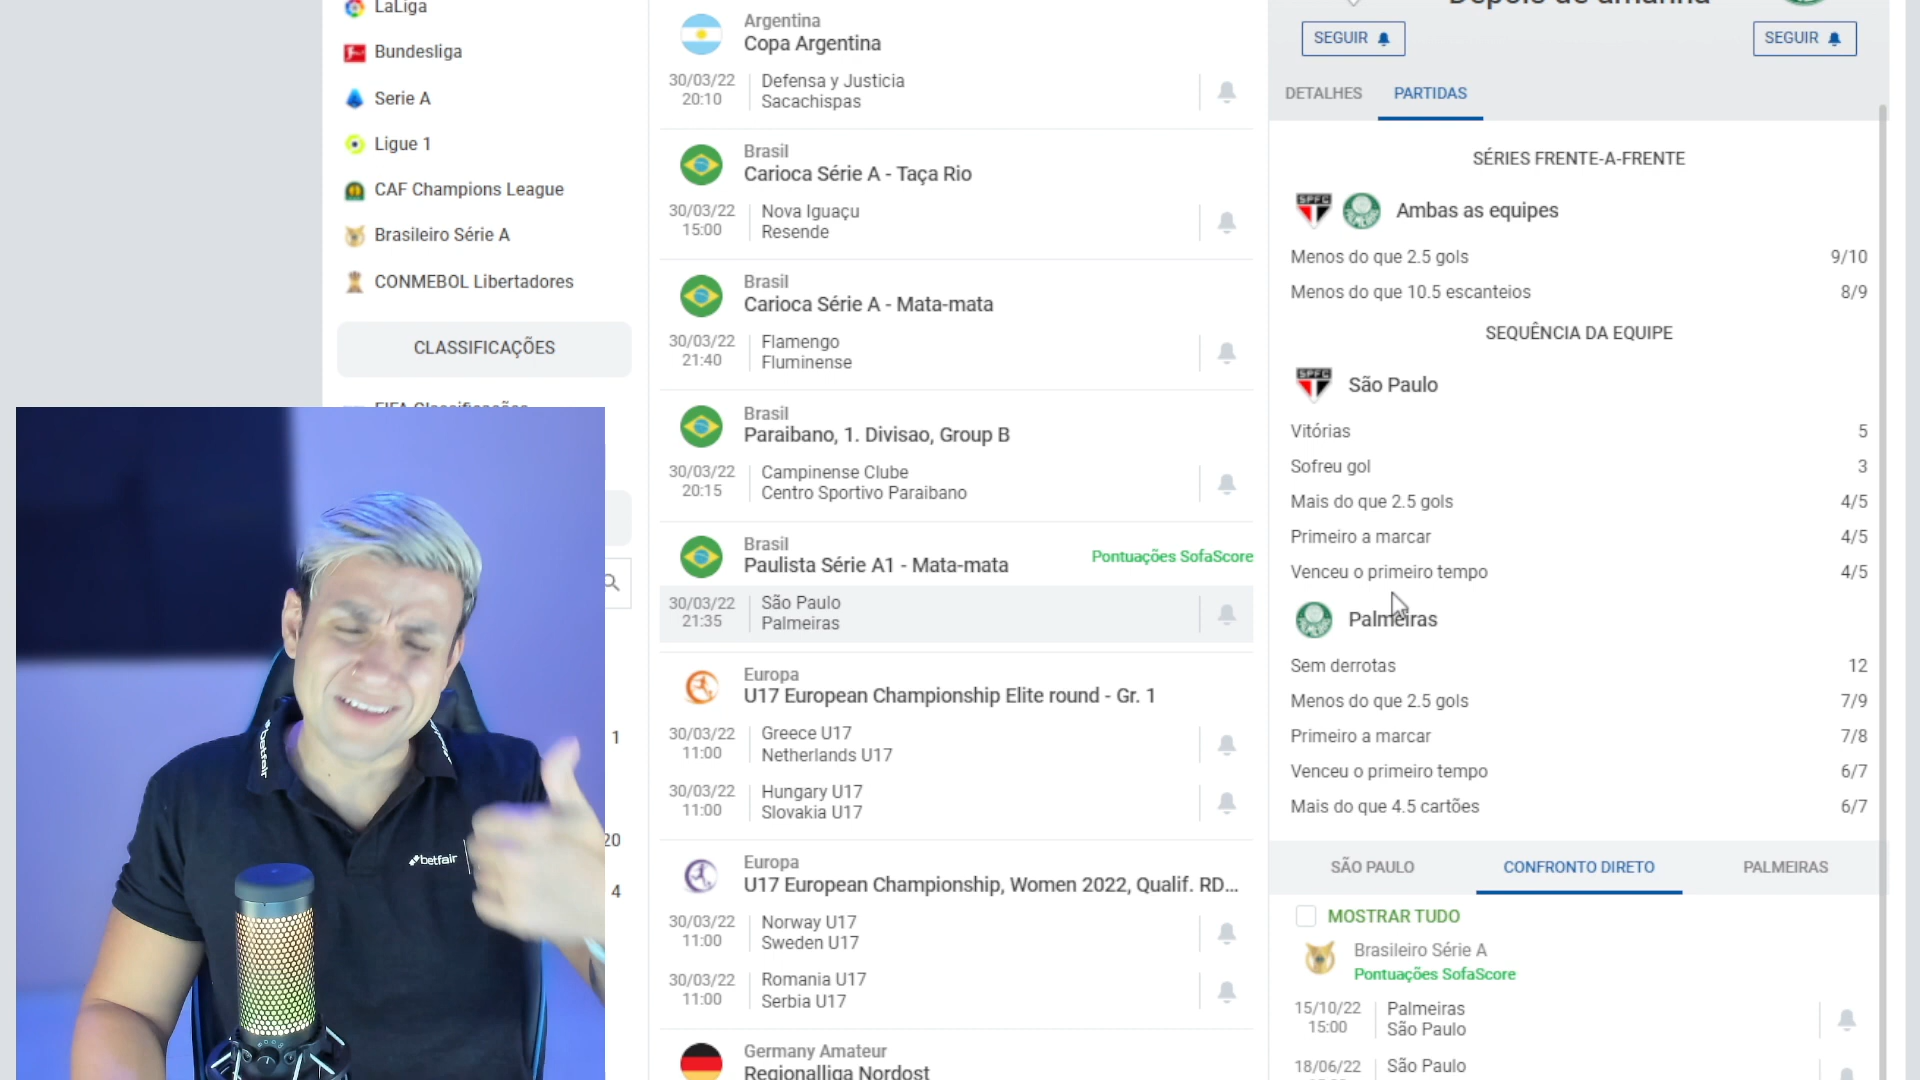 LaLiga
Bundesliga
Serie A
Ligue 1
CAF Champions League
Brasileiro Série A
CONMEBOL Libertadores
CLASSIFICAÇÕES
FIFA Classificações
1
20
4
betfair
betfair
Argentina
Copa Argentina
30/03/22
20:10
Defensa y Justicia
Sacachispas
Brasil
Carioca Série A - Taça Rio
30/03/22
15:00
Nova Iguaçu
Resende
Brasil
Carioca Série A - Mata-mata
30/03/22
21:40
Flamengo
Fluminense
Brasil
Paraibano, 1. Divisao, Group B
30/03/22
20:15
Campinense Clube
Centro Sportivo Paraibano
Brasil
Paulista Série A1 - Mata-mata
Pontuações SofaScore
30/03/22
21:35
São Paulo
Palmeiras
Europa
U17 European Championship Elite round - Gr. 1
30/03/22
11:00
Greece U17
Netherlands U17
30/03/22
11:00
Hungary U17
Slovakia U17
Europa
U17 European Championship, Women 2022, Qualif. RD...
30/03/22
11:00
Norway U17
Sweden U17
30/03/22
11:00
Romania U17
Serbia U17
Germany Amateur
Regionalliga Nordost
Depois de amanhã
SEGUIR
SEGUIR
DETALHES
PARTIDAS
SÉRIES FRENTE-A-FRENTE
SPFC
Ambas as equipes
Menos do que 2.5 gols 9/10
Menos do que 10.5 escanteios 8/9
SEQUÊNCIA DA EQUIPE
SPFC
São Paulo
Vitórias 5
Sofreu gol 3
Mais do que 2.5 gols 4/5
Primeiro a marcar 4/5
Venceu o primeiro tempo 4/5
Palmeiras
Sem derrotas 12
Menos do que 2.5 gols 7/9
Primeiro a marcar 7/8
Venceu o primeiro tempo 6/7
Mais do que 4.5 cartões 6/7
SÃO PAULO
CONFRONTO DIRETO
PALMEIRAS
MOSTRAR TUDO
Brasileiro Série A
Pontuações SofaScore
15/10/22
15:00
Palmeiras
São Paulo
18/06/22
São Paulo